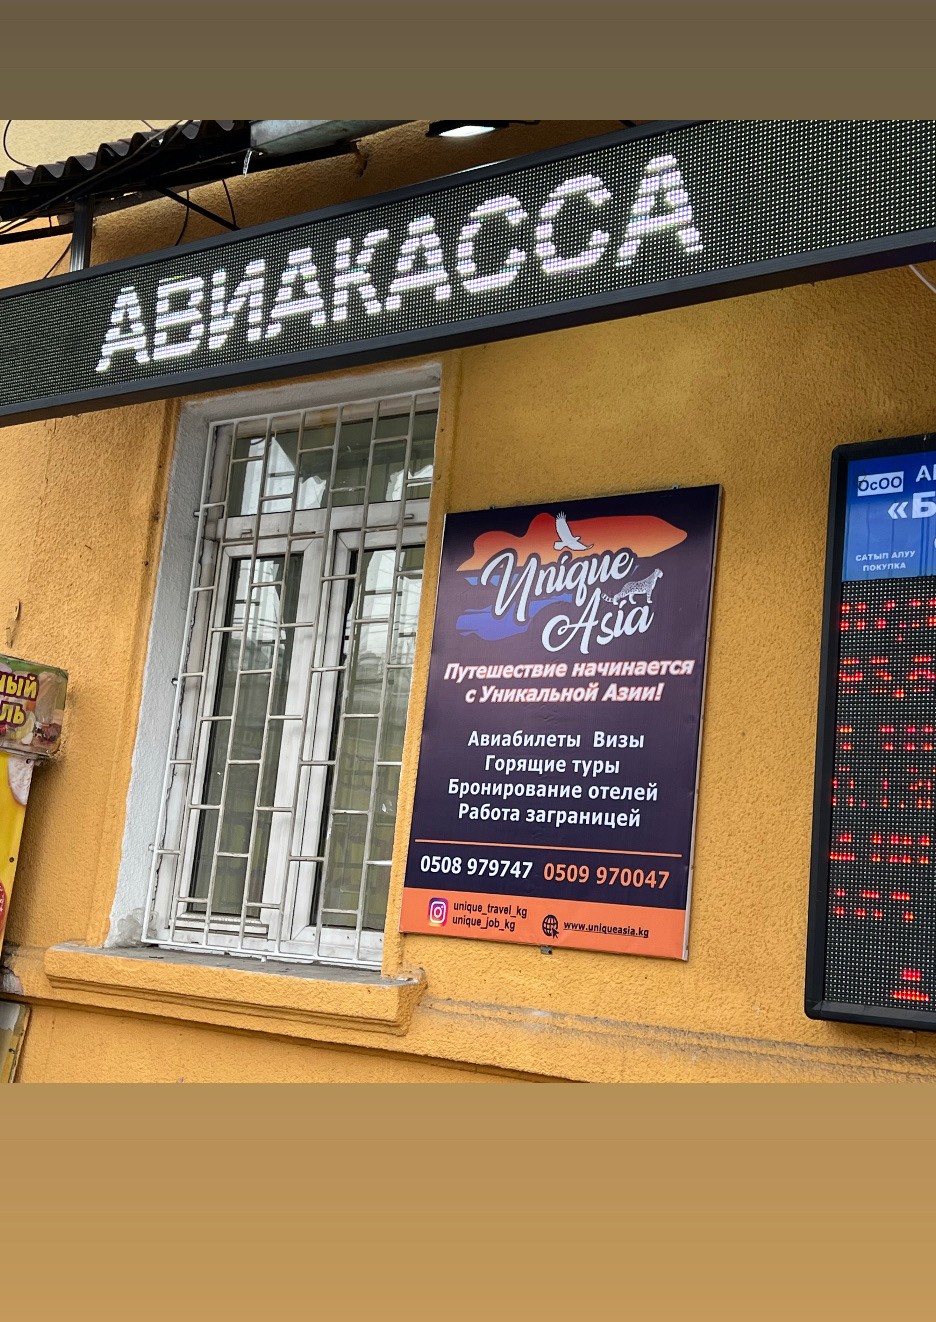 АВИАКАССА
Unique
Asia
Путешествие начинается
с Уникальной Азии!
Авиабилеты Визы
Горящие туры
Бронирование отелей
Работа заграницей
0508 979747 0509 970047
unique_travel_kg
unique_job_kg
www.uniqueasia.kg
ОсОО
«Б
САТЫП АЛУУ
ПОКУПКА